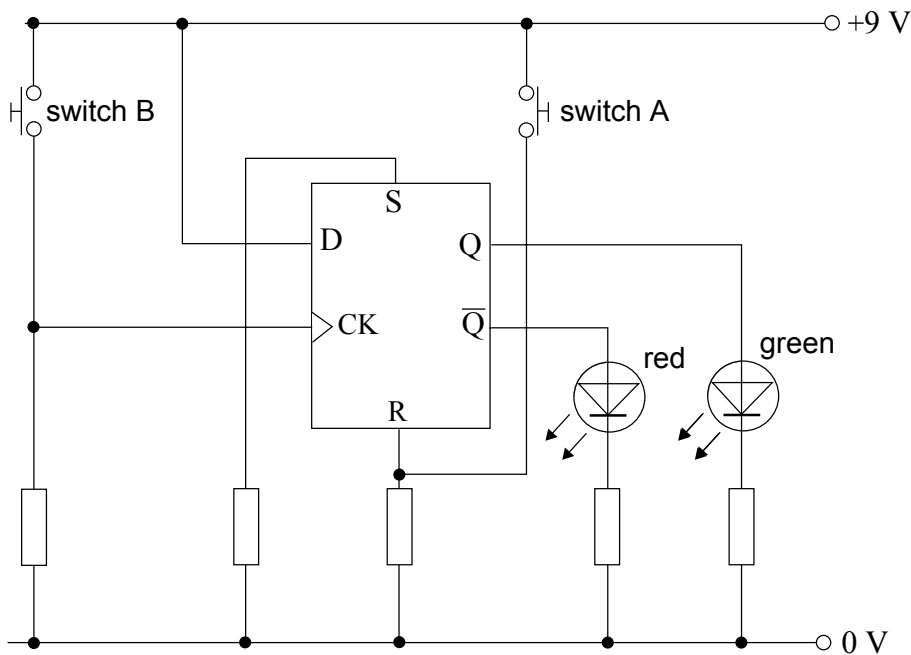 +9 V
switch B
switch A
S
D
Q
CK
Q̅
red
green
R
0 V